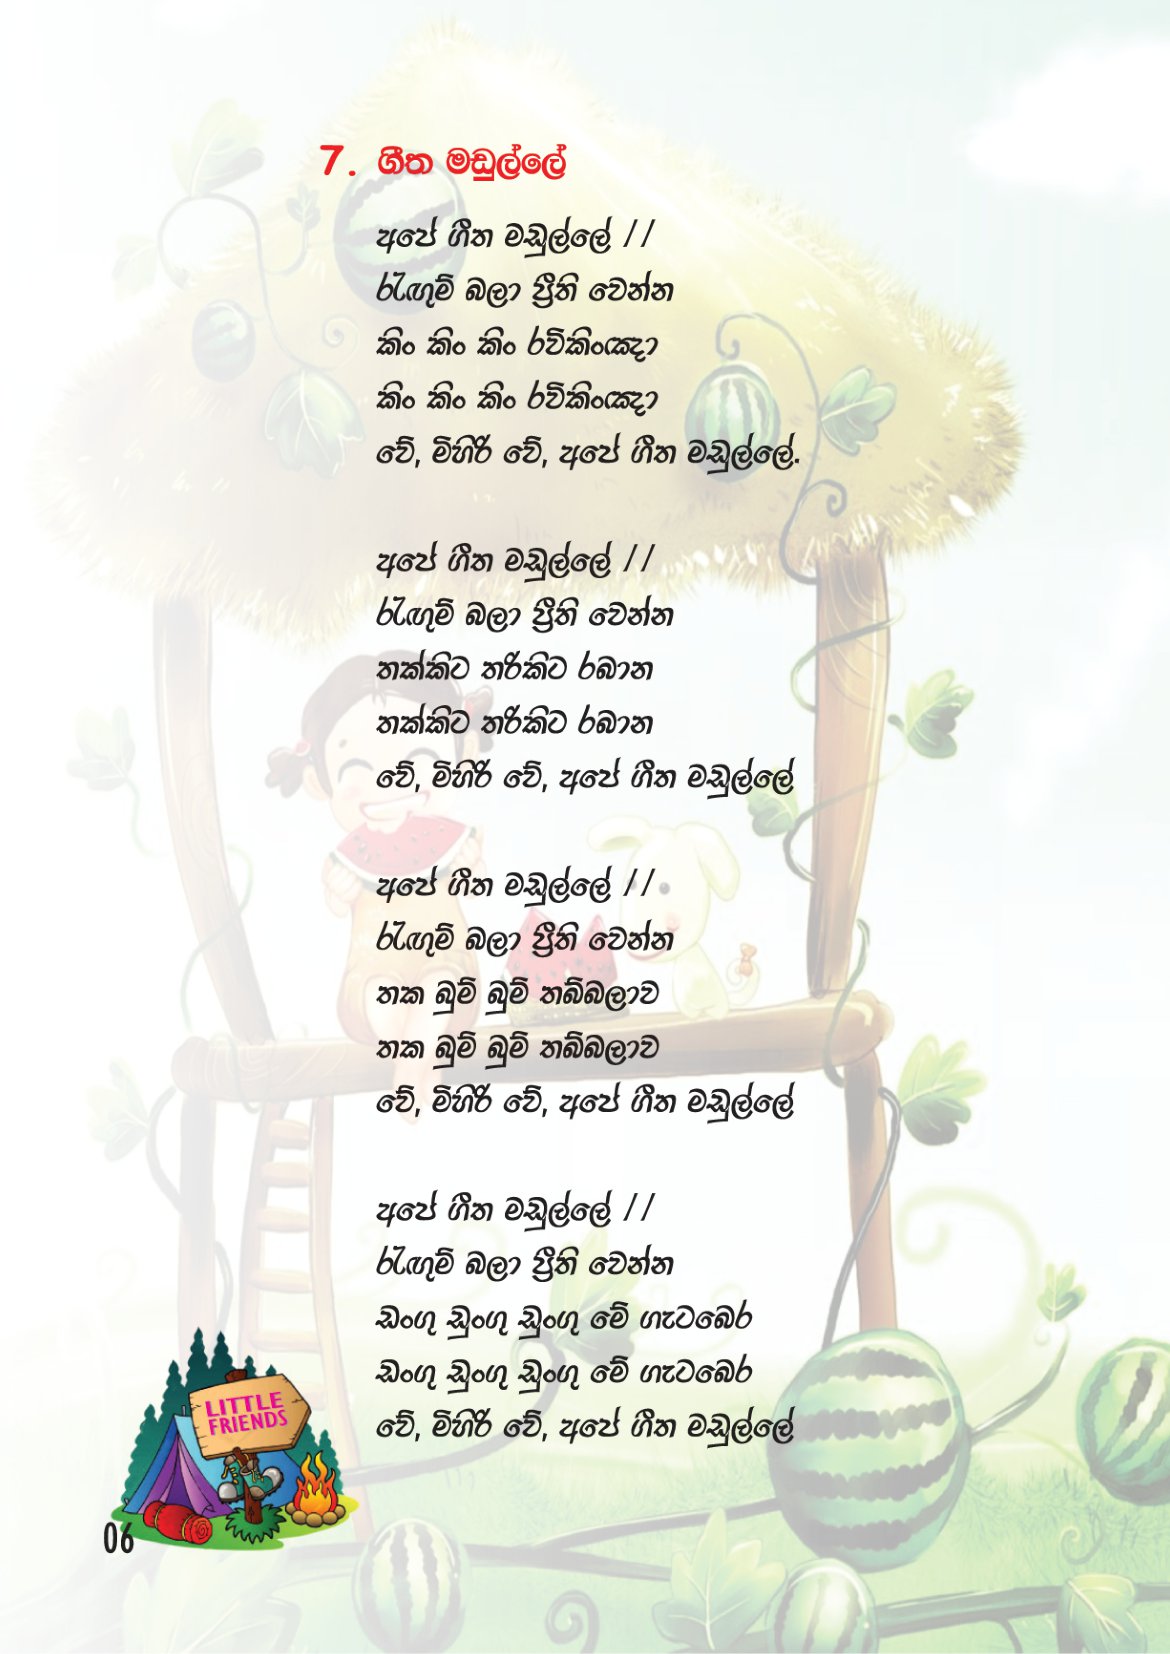 7. ගීත මඩුල්ලේ
අපේ ගීත මඩුල්ලේ //
රැඟුම් බලා ප්‍රීති වෙන්න
කිං කිං කිං රවිකිංඤා
කිං කිං කිං රවිකිංඤා
වේ, මිහිරි වේ, අපේ ගීත මඩුල්ලේ.
අපේ ගීත මඩුල්ලේ //
රැඟුම් බලා ප්‍රීති වෙන්න
තක්කිට තරිකිට රබාන
තක්කිට තරිකිට රබාන
වේ, මිහිරි වේ, අපේ ගීත මඩුල්ලේ
අපේ ගීත මඩුල්ලේ //
රැඟුම් බලා ප්‍රීති වෙන්න
තක බුම් බුම් තබ්බලාව
තක බුම් බුම් තබ්බලාව
වේ, මිහිරි වේ, අපේ ගීත මඩුල්ලේ
අපේ ගීත මඩුල්ලේ //
රැඟුම් බලා ප්‍රීති වෙන්න
ඩංගු ඩුංගු ඩුංගු මේ ගැටබෙර
ඩංගු ඩුංගු ඩුංගු මේ ගැටබෙර
වේ, මිහිරි වේ, අපේ ගීත මඩුල්ලේ
LITTLE
FRIENDS
06